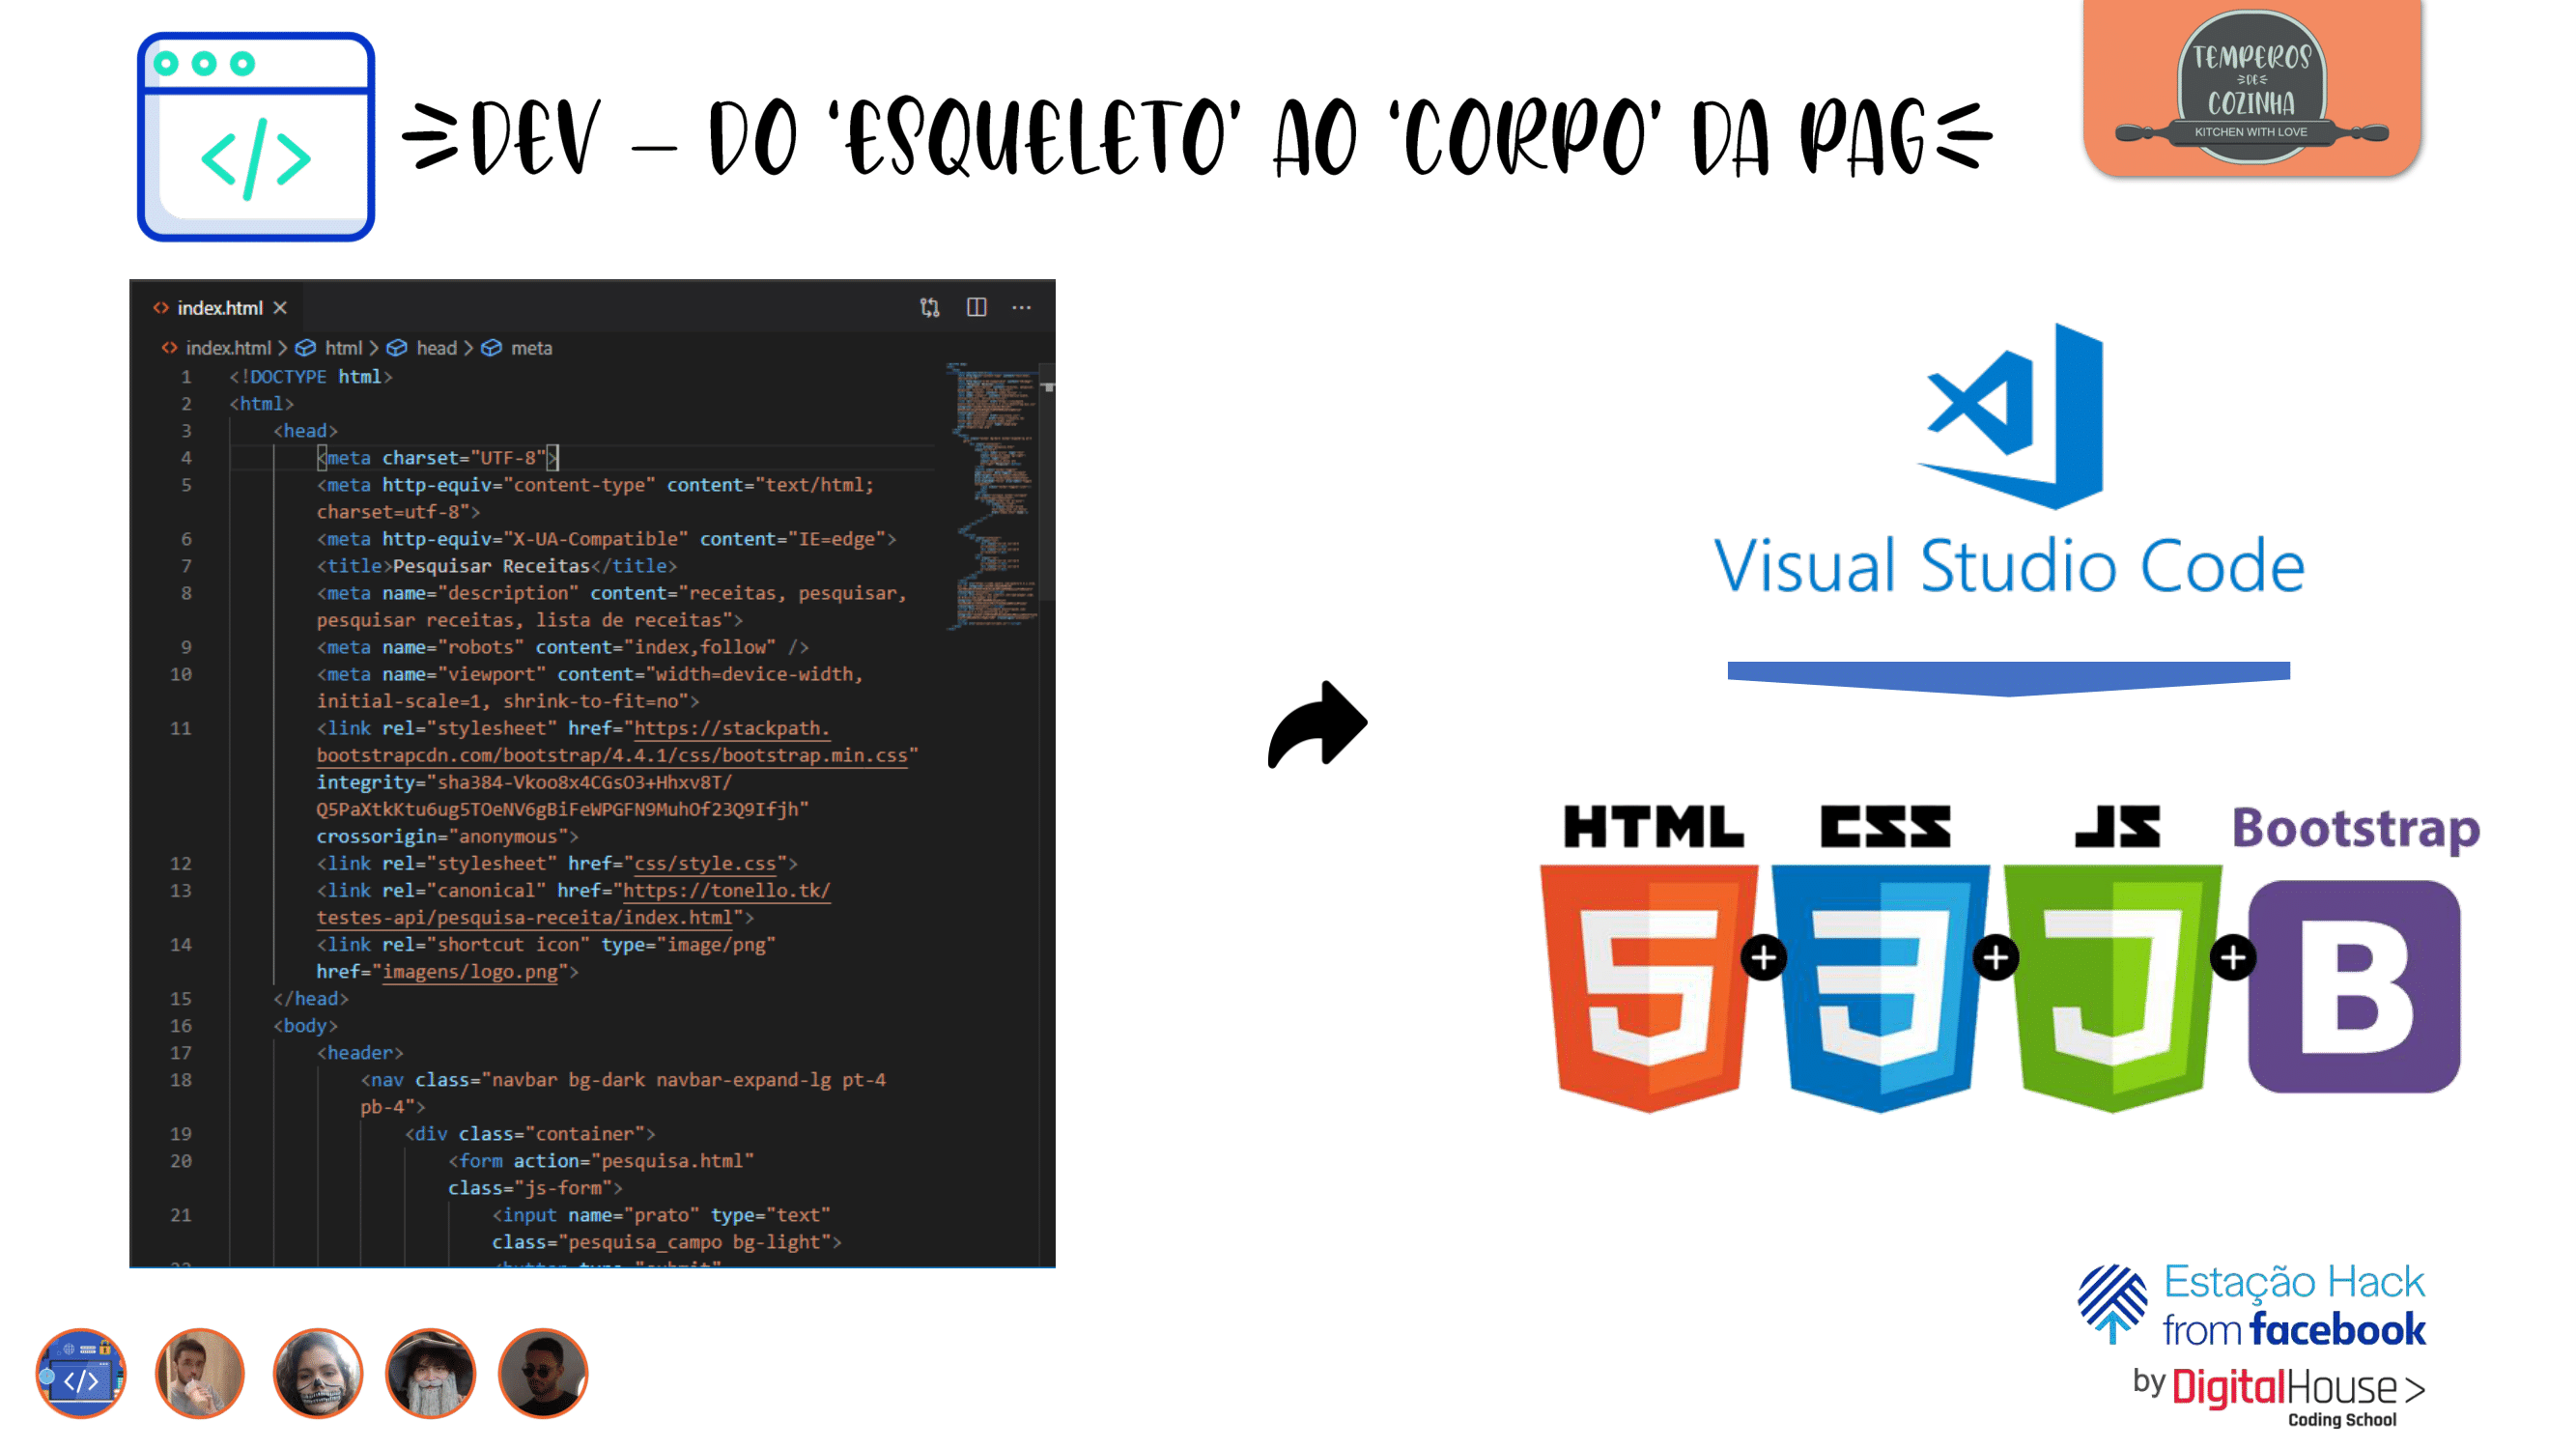 DEV – DO 'ESQUELETO' AO 'CORPO' DA PAG
TEMPEROS
DE
COZINHA
KITCHEN WITH LOVE
</>
index.html
index.html > html > head > meta
1 <!DOCTYPE html>
2 <html>
3 <head>
4 <meta charset="UTF-8">
5 <meta http-equiv="content-type" content="text/html;
charset=utf-8">
6 <meta http-equiv="X-UA-Compatible" content="IE=edge">
7 <title>Pesquisar Receitas</title>
8 <meta name="description" content="receitas, pesquisar,
pesquisar receitas, lista de receitas">
9 <meta name="robots" content="index,follow" />
10 <meta name="viewport" content="width=device-width,
initial-scale=1, shrink-to-fit=no">
11 <link rel="stylesheet" href="https://stackpath.
bootstrapcdn.com/bootstrap/4.4.1/css/bootstrap.min.css"
integrity="sha384-Vkoo8x4CGsO3+Hhxv8T/
Q5PaXtkKtu6ug5TOeNV6gBiFeWPGFN9MuhOf23Q9Ifjh"
crossorigin="anonymous">
12 <link rel="stylesheet" href="css/style.css">
13 <link rel="canonical" href="https://tonello.tk/
testes-api/pesquisa-receita/index.html">
14 <link rel="shortcut icon" type="image/png"
href="imagens/logo.png">
15 </head>
16 <body>
17 <header>
18 <nav class="navbar bg-dark navbar-expand-lg pt-4
pb-4">
19 <div class="container">
20 <form action="pesquisa.html"
class="js-form">
21 <input name="prato" type="text"
class="pesquisa_campo bg-light">
Visual Studio Code
HTML CSS JS Bootstrap
5 + 3 + J + B
Estação Hack
from facebook
by DigitalHouse >
Coding School
</>